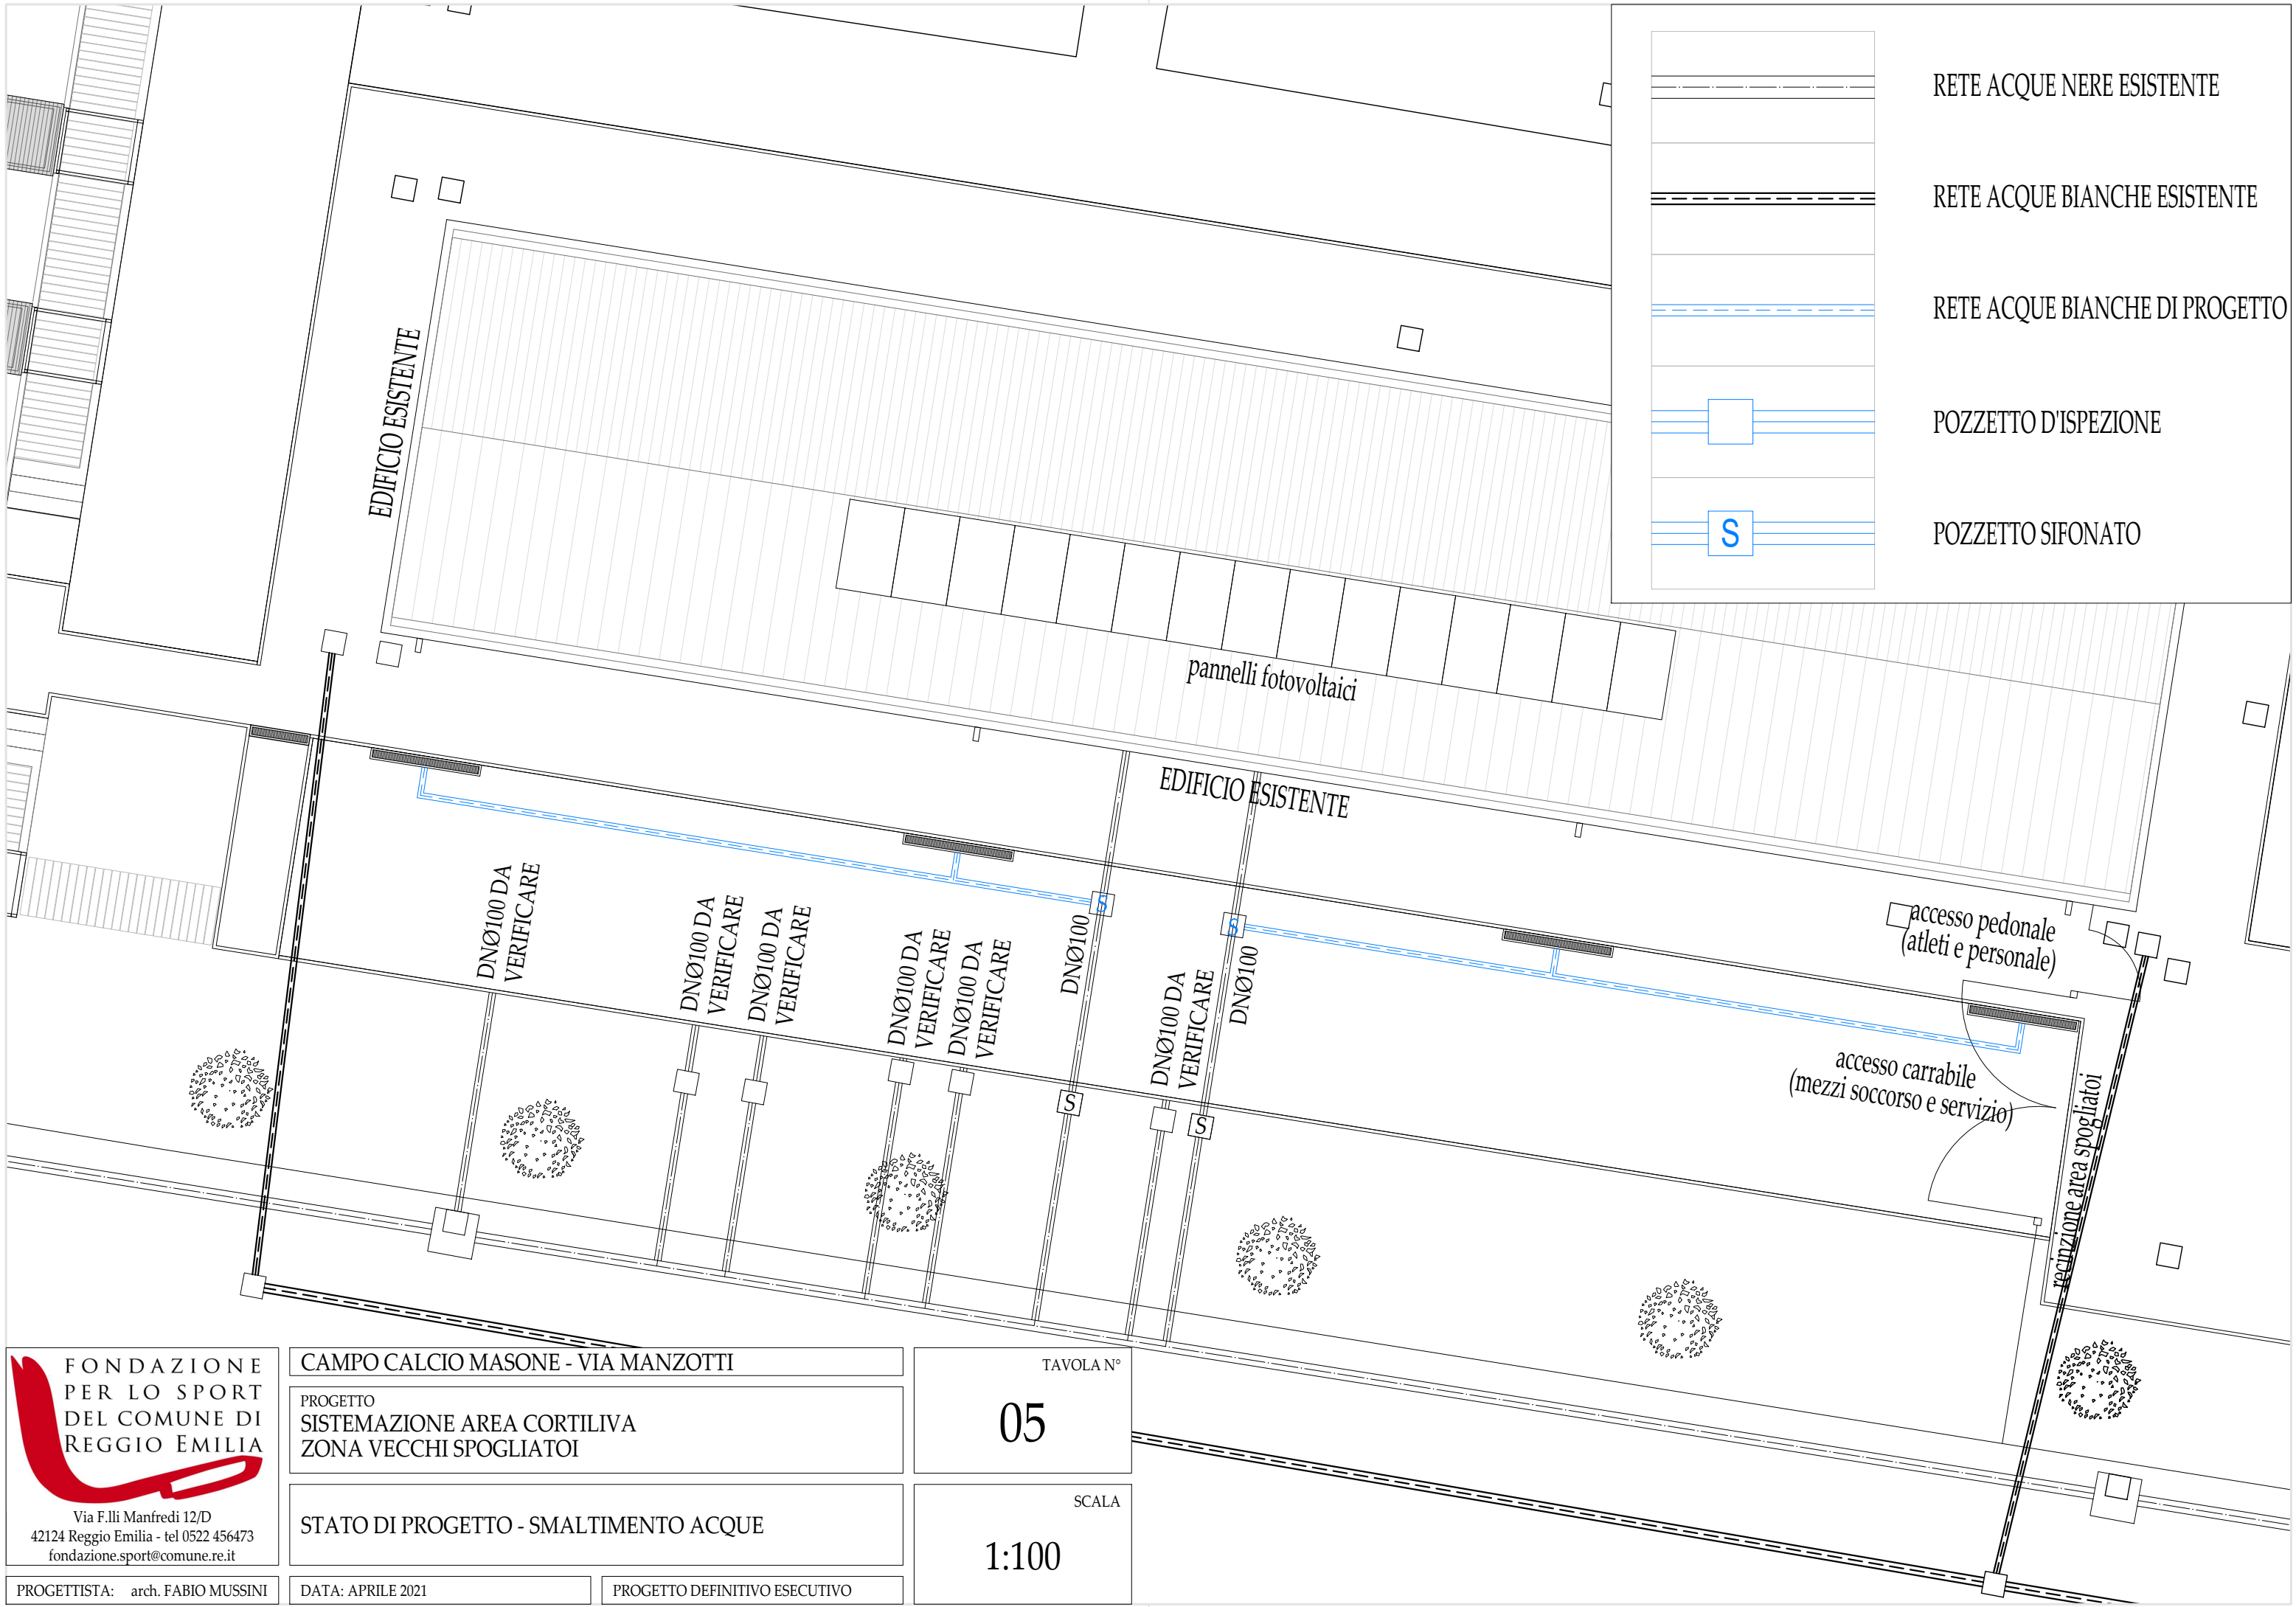 RETE ACQUE NERE ESISTENTE
RETE ACQUE BIANCHE ESISTENTE
RETE ACQUE BIANCHE DI PROGETTO
POZZETTO D'ISPEZIONE
S
POZZETTO SIFONATO
EDIFICIO ESISTENTE
pannelli fotovoltaici
EDIFICIO ESISTENTE
DNØ100 DA
VERIFICARE
DNØ100 DA
VERIFICARE
DNØ100 DA
VERIFICARE
DNØ100 DA
VERIFICARE
DNØ100 DA
VERIFICARE
S
DNØ100
S
DNØ100 DA
VERIFICARE
S
DNØ100
S
accesso pedonale
(atleti e personale)
accesso carrabile
(mezzi soccorso e servizio)
recinzione area spogliatoi
FONDAZIONE
PER LO SPORT
DEL COMUNE DI
REGGIO EMILIA
Via F.lli Manfredi 12/D
42124 Reggio Emilia - tel 0522 456473
fondazione.sport@comune.re.it
PROGETTISTA: arch. FABIO MUSSINI
CAMPO CALCIO MASONE - VIA MANZOTTI
PROGETTO
SISTEMAZIONE AREA CORTILIVA
ZONA VECCHI SPOGLIATOI
STATO DI PROGETTO - SMALTIMENTO ACQUE
DATA: APRILE 2021
PROGETTO DEFINITIVO ESECUTIVO
TAVOLA N°
05
SCALA
1:100